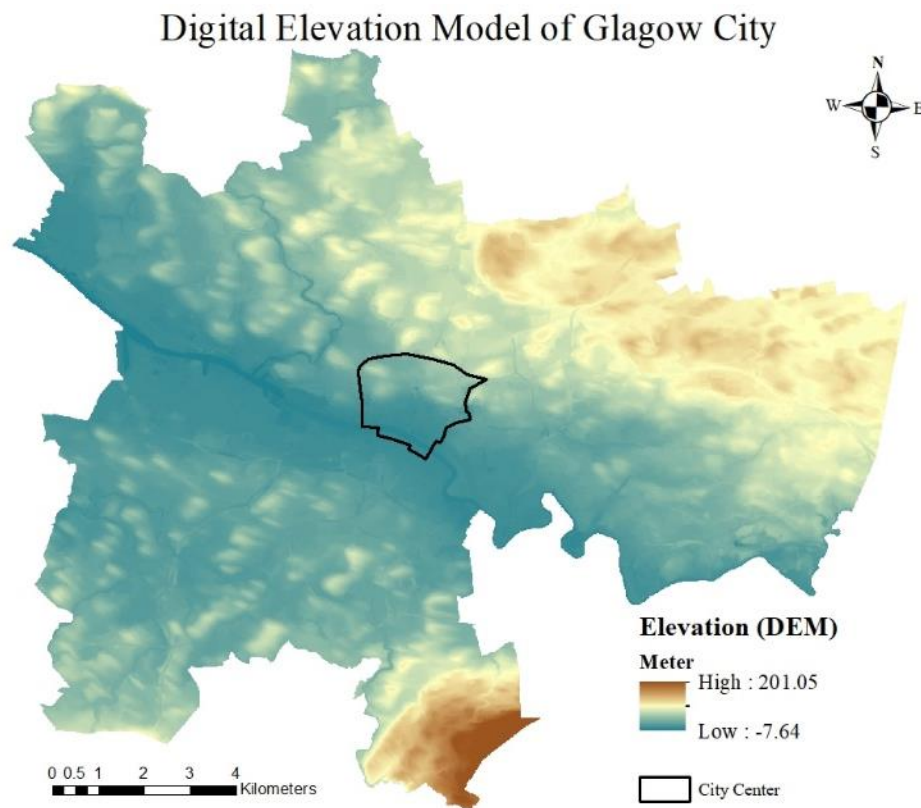 Digital Elevation Model of Glagow City
N
W E
S
Elevation (DEM)
Meter
High : 201.05
Low : -7.64
City Center
0 0.5 1 2 3 4
Kilometers